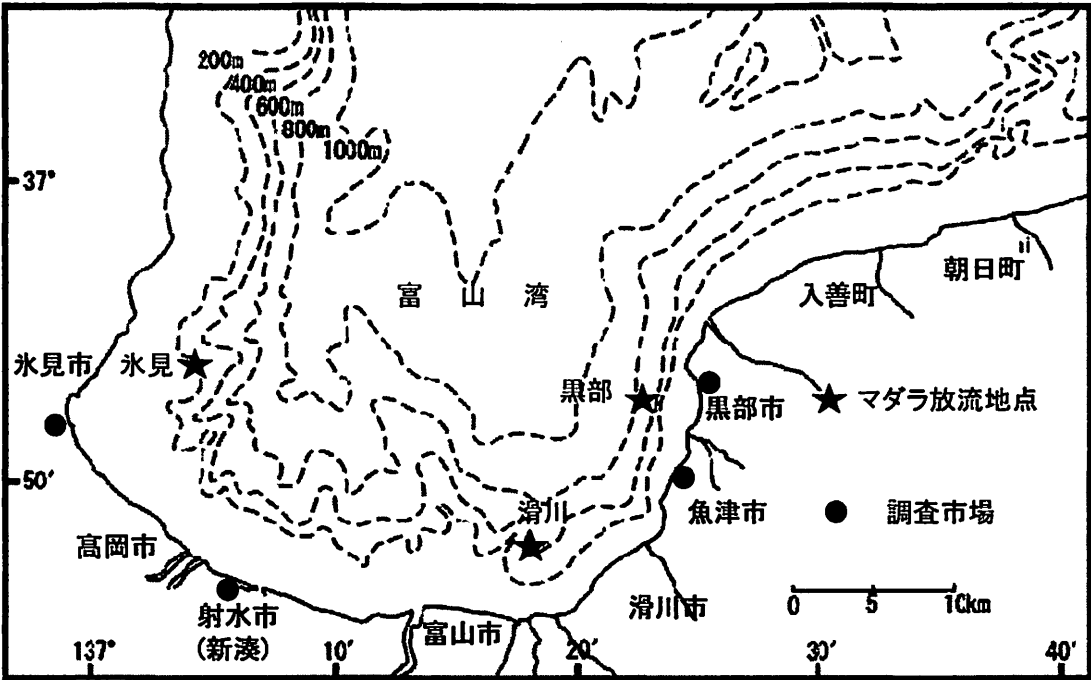 200m
400m
600m
800m
1000m
37°
朝日町
富山湾
入善町
氷見市
氷見
黒部
黒部市
マダラ放流地点
50′
滑川
魚津市
調査市場
高岡市
射水市
(新湊)
富山市
滑川市
0 5 10km
137° 10′ 20′ 30′ 40′